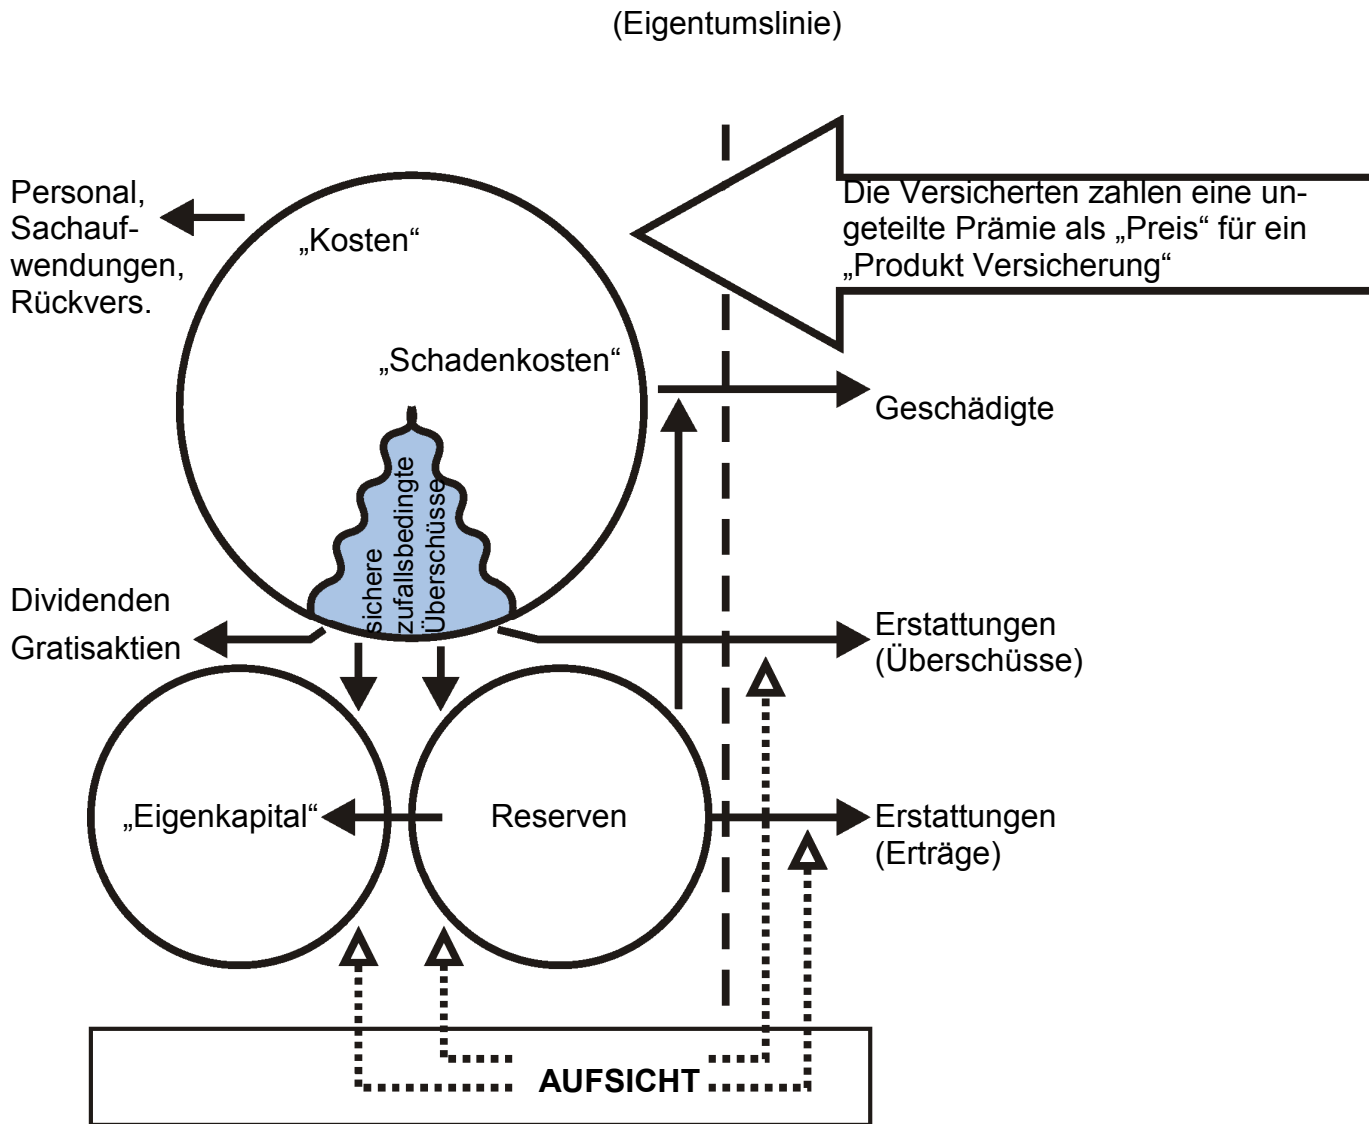 (Eigentumslinie)
Die Versicherten zahlen eine un-
geteilte Prämie als „Preis“ für ein
„Produkt Versicherung“
Personal,
Sachauf-
wendungen,
Rückvers.
„Kosten“
„Schadenkosten“
Geschädigte
sichere
zufallsbedingte
Überschüsse
Dividenden
Gratisaktien
Erstattungen
(Überschüsse)
„Eigenkapital“
Reserven
Erstattungen
(Erträge)
AUFSICHT